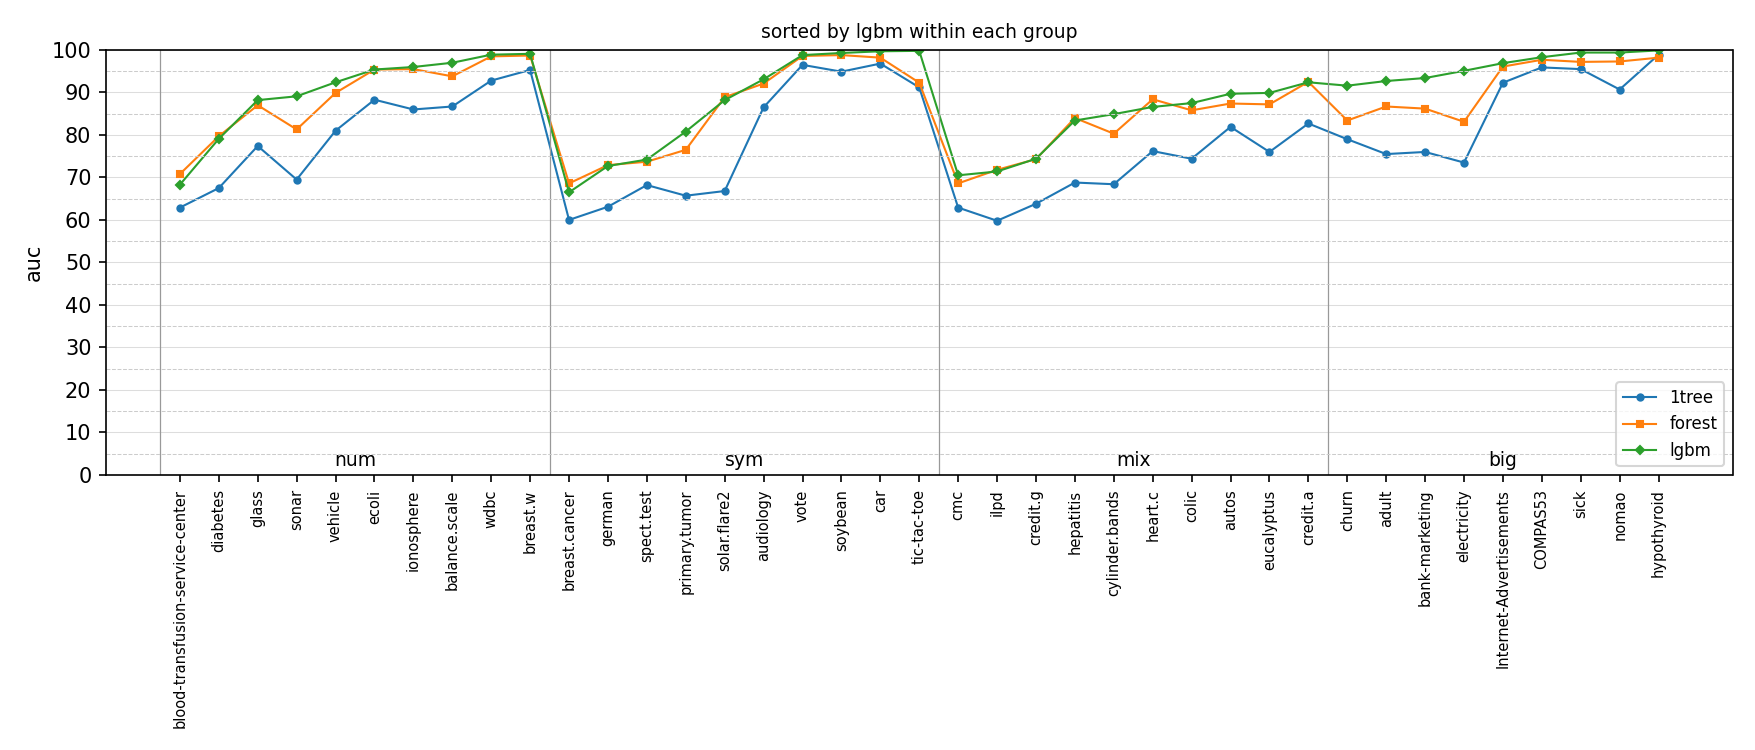 sorted by lgbm within each group
auc
100
90
80
70
60
50
40
30
20
10
0
num
sym
mix
big
1tree
forest
lgbm
blood-transfusion-service-center
diabetes
glass
sonar
vehicle
ecoli
ionosphere
balance.scale
wdbc
breast.w
breast.cancer
german
spect.test
primary.tumor
solar.flare2
audiology
vote
soybean
car
tic-tac-toe
cmc
ilpd
credit.g
hepatitis
cylinder.bands
heart.c
colic
autos
eucalyptus
credit.a
churn
adult
bank-marketing
electricity
Internet-Advertisements
COMPAS53
sick
nomao
hypothyroid